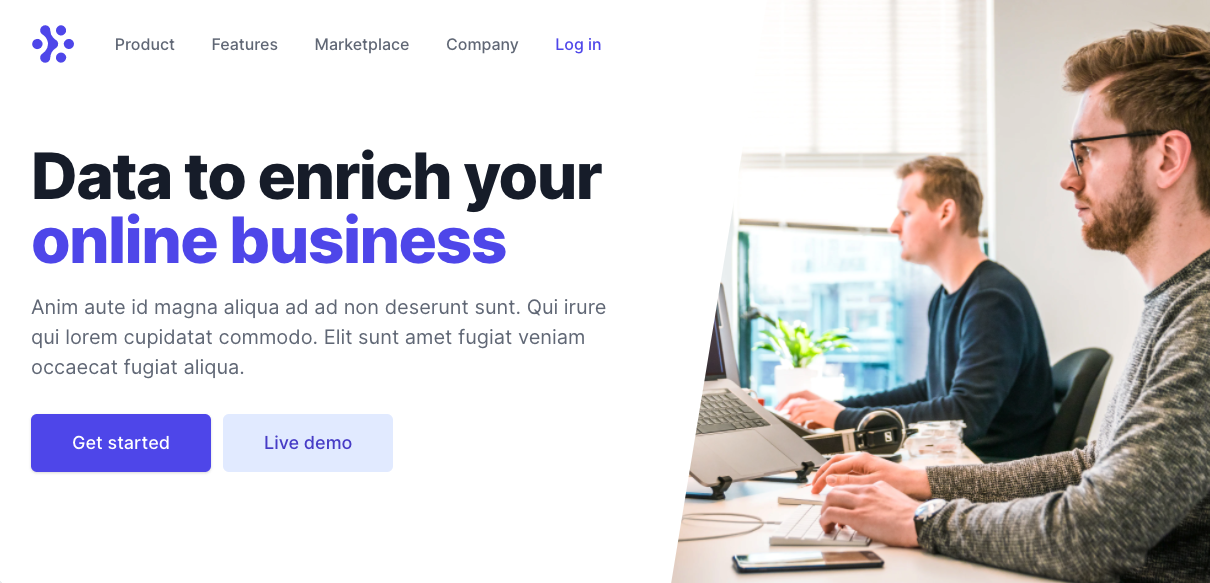 Product Features Marketplace Company Log in
Data to enrich your
online business
Anim aute id magna aliqua ad ad non deserunt sunt. Qui irure
qui lorem cupidatat commodo. Elit sunt amet fugiat veniam
occaecat fugiat aliqua.
Get started Live demo